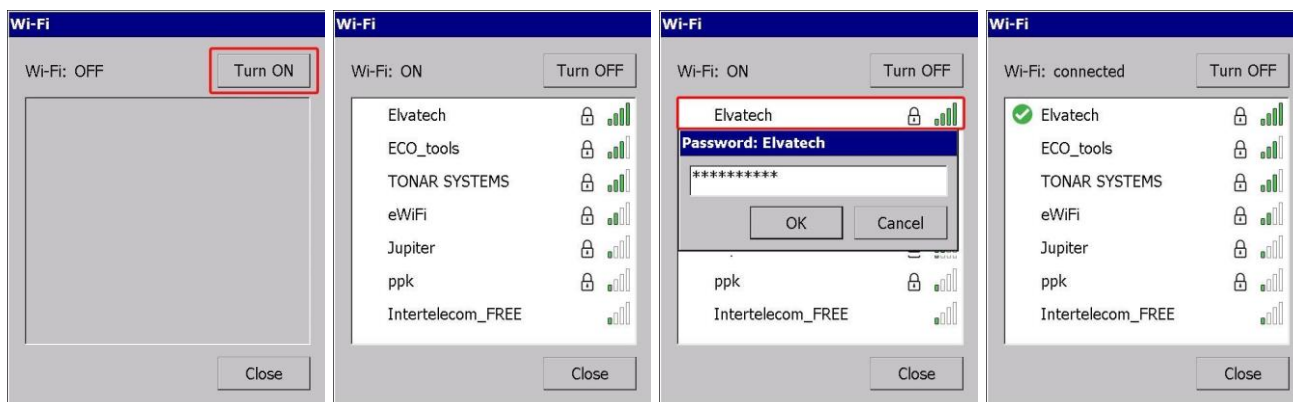 Wi-Fi
Wi-Fi: OFF
Turn ON
Close
Wi-Fi
Wi-Fi: ON
Turn OFF
Elvatech
ECO_tools
TONAR SYSTEMS
eWiFi
Jupiter
ppk
Intertelecom_FREE
Close
Wi-Fi
Wi-Fi: ON
Turn OFF
Elvatech
Password: Elvatech
**********
OK
Cancel
ppk
Intertelecom_FREE
Close
Wi-Fi
Wi-Fi: connected
Turn OFF
Elvatech
ECO_tools
TONAR SYSTEMS
eWiFi
Jupiter
ppk
Intertelecom_FREE
Close